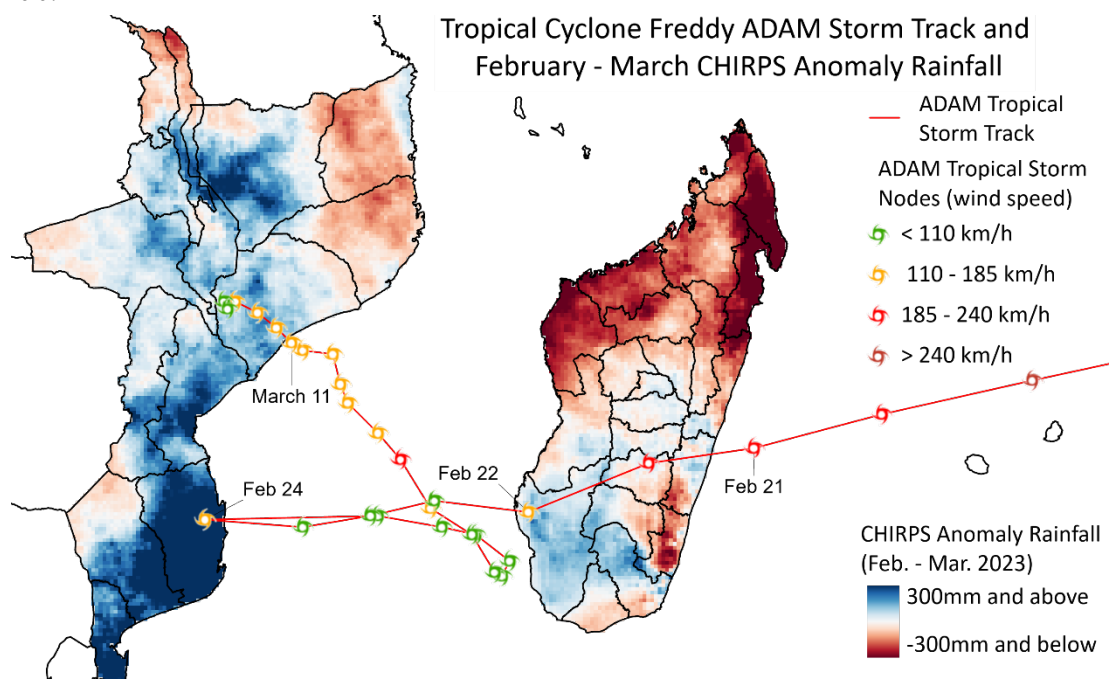 Tropical Cyclone Freddy ADAM Storm Track and
February - March CHIRPS Anomaly Rainfall
ADAM Tropical
Storm Track
ADAM Tropical Storm
Nodes (wind speed)
< 110 km/h
110 - 185 km/h
185 - 240 km/h
> 240 km/h
March 11
Feb 24
Feb 22
Feb 21
CHIRPS Anomaly Rainfall
(Feb. - Mar. 2023)
300mm and above
-300mm and below